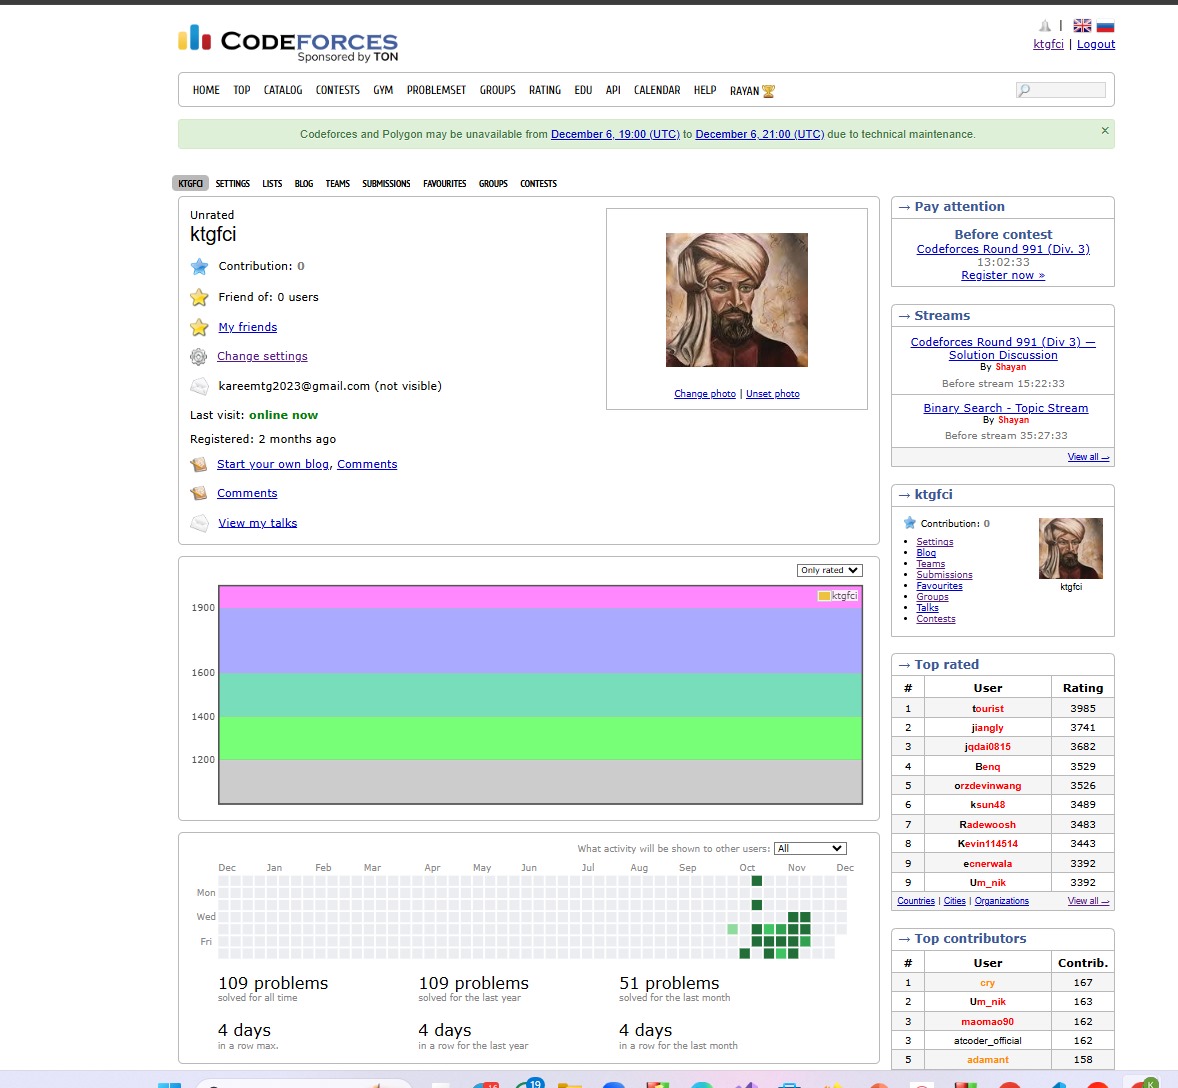 CODEFORCES
Sponsored by TON
|
ktgfci | Logout
HOME TOP CATALOG CONTESTS GYM PROBLEMSET GROUPS RATING EDU API CALENDAR HELP RAYAN
Codeforces and Polygon may be unavailable from December 6, 19:00 (UTC) to December 6, 21:00 (UTC) due to technical maintenance. ×
KTGFCI SETTINGS LISTS BLOG TEAMS SUBMISSIONS FAVOURITES GROUPS CONTESTS
Unrated
ktgfci
Contribution: 0
Friend of: 0 users
My friends
Change settings
kareemtg2023@gmail.com (not visible)
Last visit: online now
Registered: 2 months ago
Start your own blog, Comments
Comments
View my talks
Change photo | Unset photo
Only rated
ktgfci
1900
1600
1400
1200
What activity will be shown to other users: All
Dec Jan Feb Mar Apr May Jun Jul Aug Sep Oct Nov Dec
Mon
Wed
Fri
109 problems 109 problems 51 problems
solved for all time solved for the last year solved for the last month
4 days 4 days 4 days
in a row max. in a row for the last year in a row for the last month
→ Pay attention
Before contest
Codeforces Round 991 (Div. 3)
13:02:33
Register now »
→ Streams
Codeforces Round 991 (Div 3) —
Solution Discussion
By Shayan
Before stream 15:22:33
Binary Search - Topic Stream
By Shayan
Before stream 35:27:33
View all →
→ ktgfci
Contribution: 0
Settings
Blog
Teams
Submissions
Favourites
Groups
Talks
Contests
ktgfci
→ Top rated
# User Rating
1 tourist 3985
2 jiangly 3741
3 jqdai0815 3682
4 Benq 3529
5 orzdevinwang 3526
6 ksun48 3489
7 Radewoosh 3483
8 Kevin114514 3443
9 ecnerwala 3392
9 Um_nik 3392
Countries | Cities | Organizations View all →
→ Top contributors
# User Contrib.
1 cry 167
2 Um_nik 163
3 maomao90 162
3 atcoder_official 162
5 adamant 158
19
K